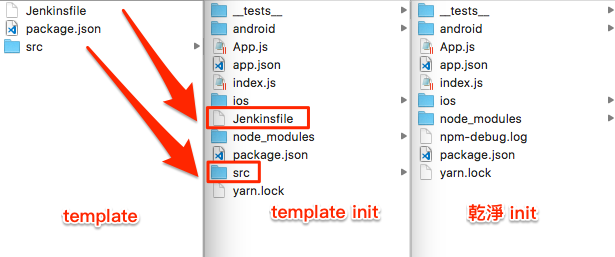 Jenkinsfile
package.json
src
template
__tests__
android
App.js
app.json
index.js
ios
Jenkinsfile
node_modules
package.json
src
yarn.lock
template init
__tests__
android
App.js
app.json
index.js
ios
node_modules
npm-debug.log
package.json
yarn.lock
乾淨 init